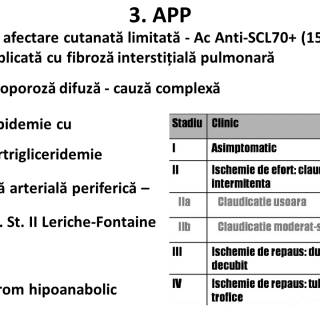 3. APP
afectare cutanată limitată - Ac Anti-SCL70+ (15
plicată cu fibroză interstițială pulmonară
oporoză difuză - cauză complexă
pidemie cu
rtrigliceridemie
ă arterială periferică –
. St. II Leriche-Fontaine
rom hipoanabolic
Stadiu Clinic
I Asimptomatic
II Ischemie de efort: clau
intermitenta
IIa Claudicatie usoara
IIb Claudicatie moderat-s
III Ischemie de repaus: du
decubit
IV Ischemie de repaus: tul
trofice